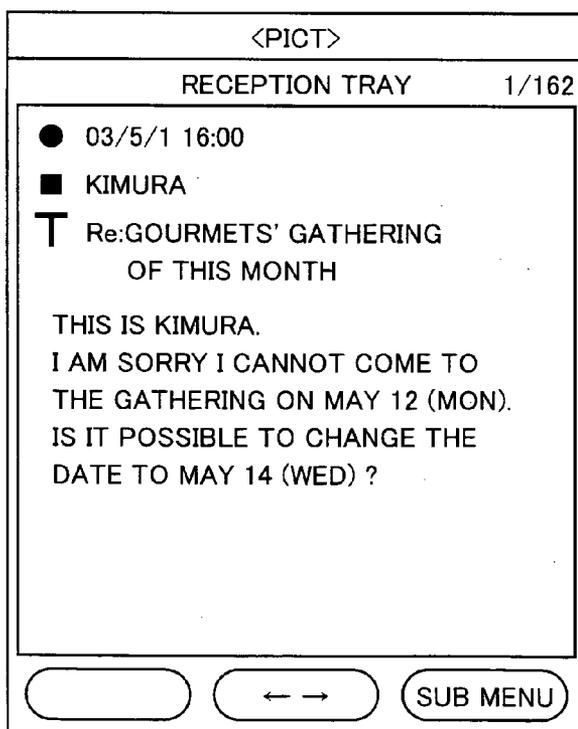 <PICT>
RECEPTION TRAY 1/162
● 03/5/1 16:00
■ KIMURA
T Re:GOURMETS' GATHERING
OF THIS MONTH
THIS IS KIMURA.
I AM SORRY I CANNOT COME TO
THE GATHERING ON MAY 12 (MON).
IS IT POSSIBLE TO CHANGE THE
DATE TO MAY 14 (WED) ?
← → SUB MENU